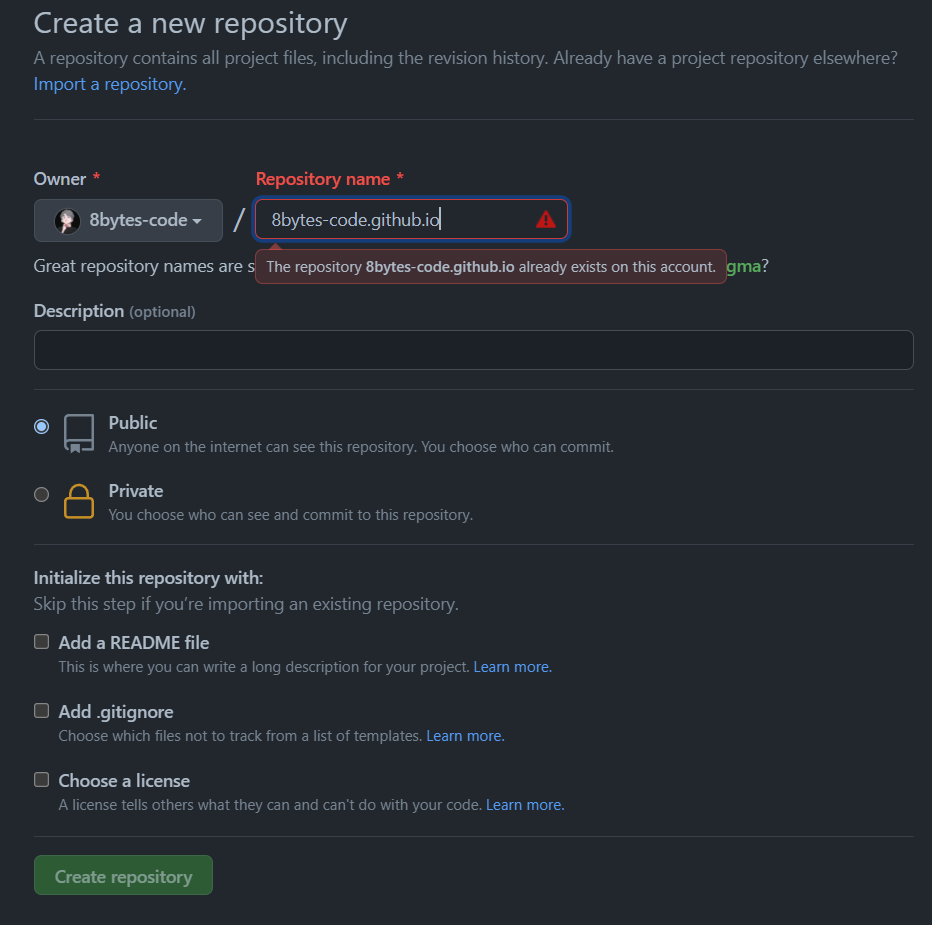 Create a new repository
A repository contains all project files, including the revision history. Already have a project repository elsewhere?
Import a repository.
Owner *
Repository name *
8bytes-code
/
8bytes-code.github.io
Great repository names are s
The repository 8bytes-code.github.io already exists on this account.
gma?
Description (optional)
Public
Anyone on the internet can see this repository. You choose who can commit.
Private
You choose who can see and commit to this repository.
Initialize this repository with:
Skip this step if you’re importing an existing repository.
Add a README file
This is where you can write a long description for your project. Learn more.
Add .gitignore
Choose which files not to track from a list of templates. Learn more.
Choose a license
A license tells others what they can and can't do with your code. Learn more.
Create repository